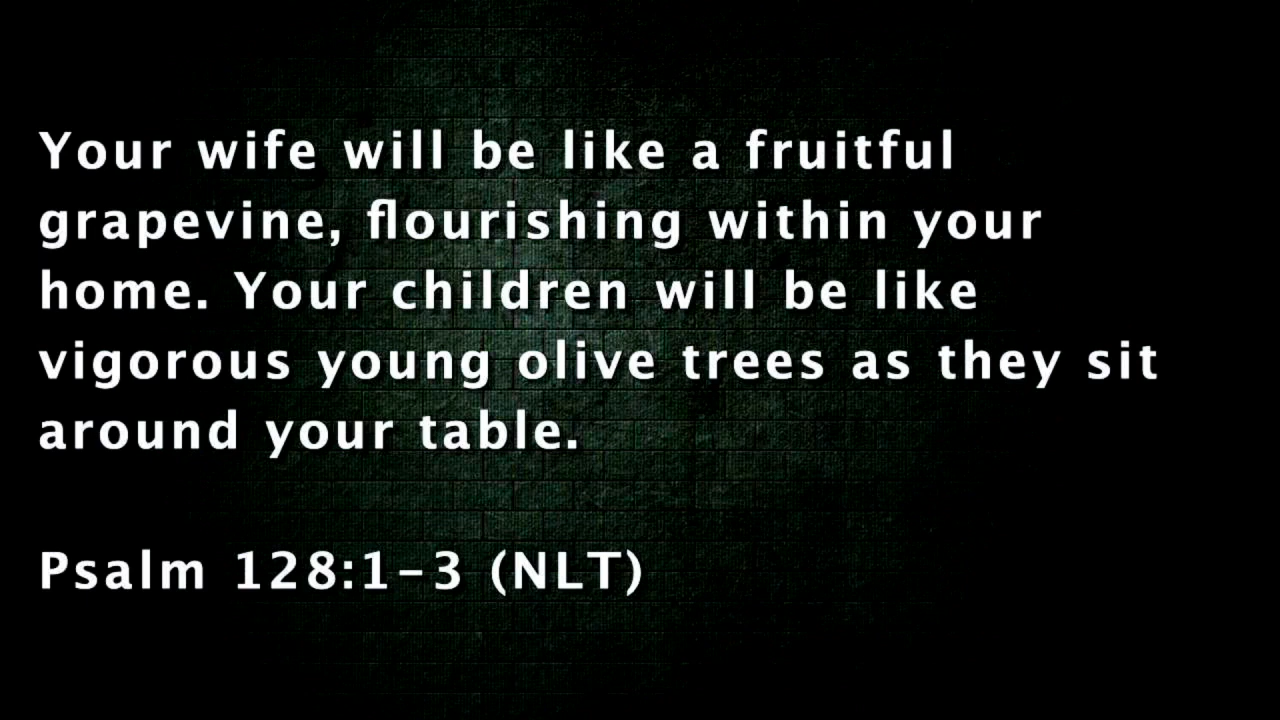 Your wife will be like a fruitful
grapevine, flourishing within your
home. Your children will be like
vigorous young olive trees as they sit
around your table.
Psalm 128:1-3 (NLT)